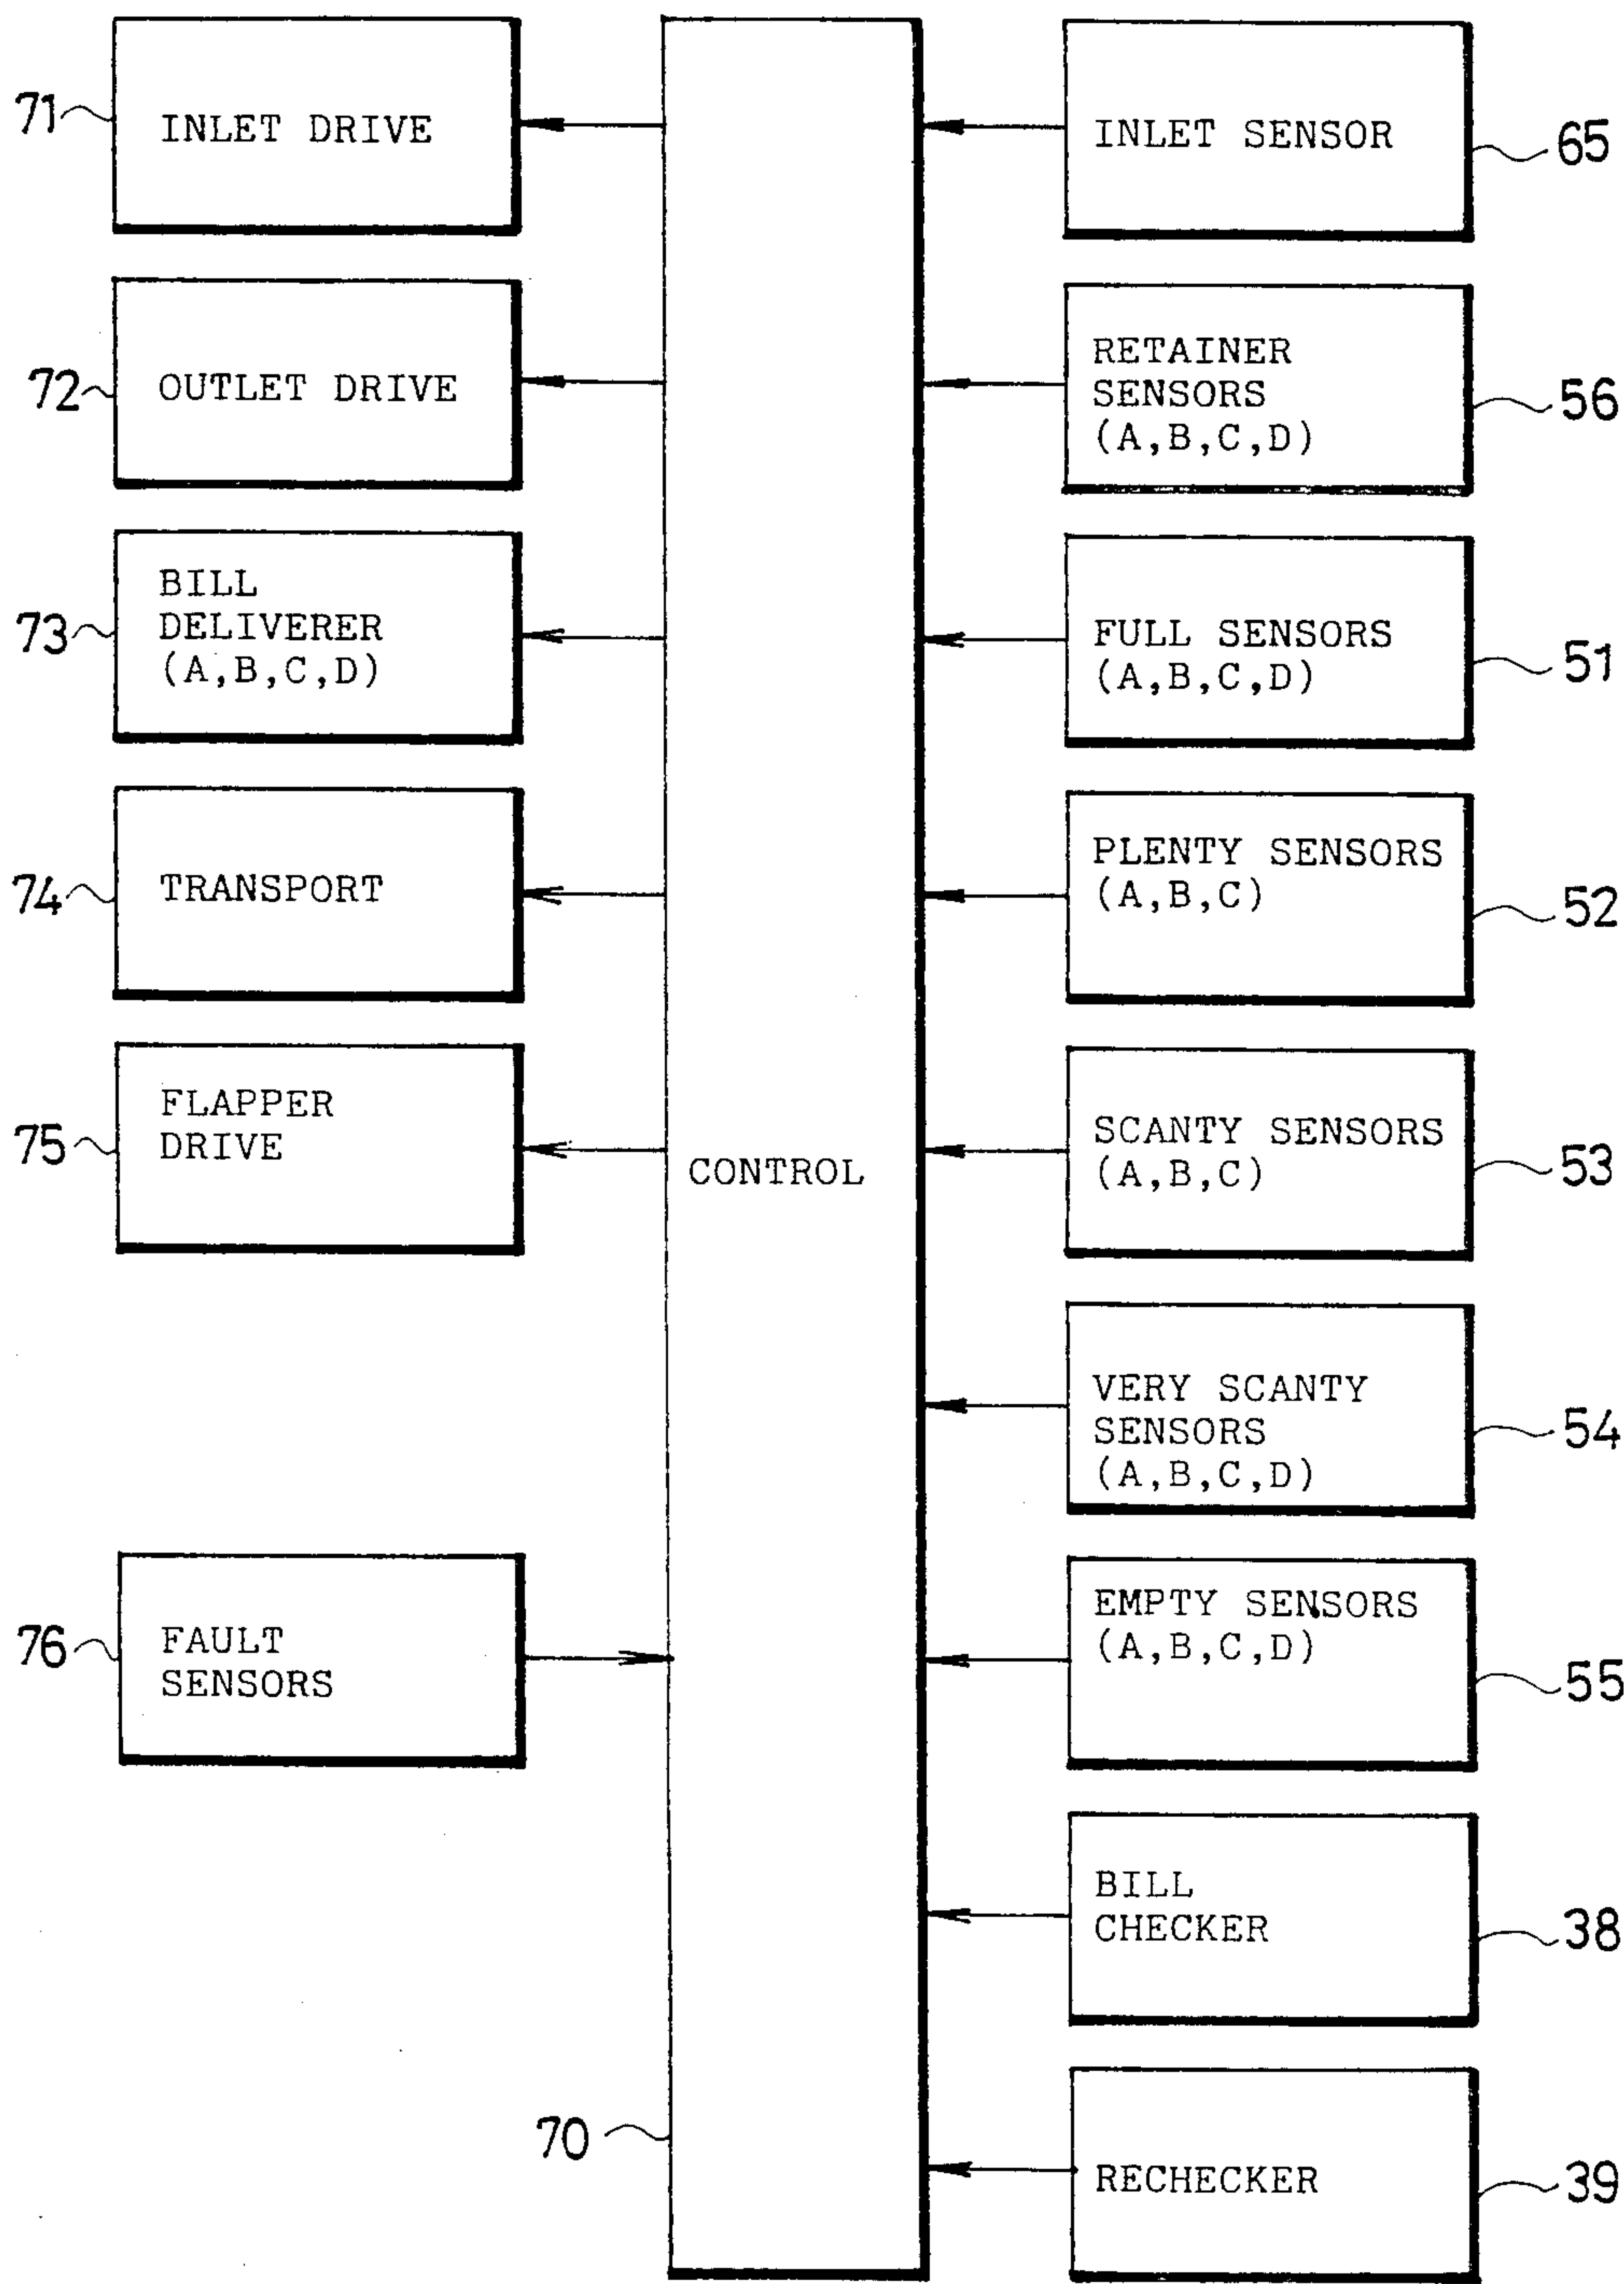 71
INLET DRIVE
72
OUTLET DRIVE
73
BILL
DELIVERER
(A,B,C,D)
74
TRANSPORT
75
FLAPPER
DRIVE
76
FAULT
SENSORS
CONTROL
70
INLET SENSOR
65
RETAINER
SENSORS
(A,B,C,D)
56
FULL SENSORS
(A,B,C,D)
51
PLENTY SENSORS
(A,B,C)
52
SCANTY SENSORS
(A,B,C)
53
VERY SCANTY
SENSORS
(A,B,C,D)
54
EMPTY SENSORS
(A,B,C,D)
55
BILL
CHECKER
38
RECHECKER
39